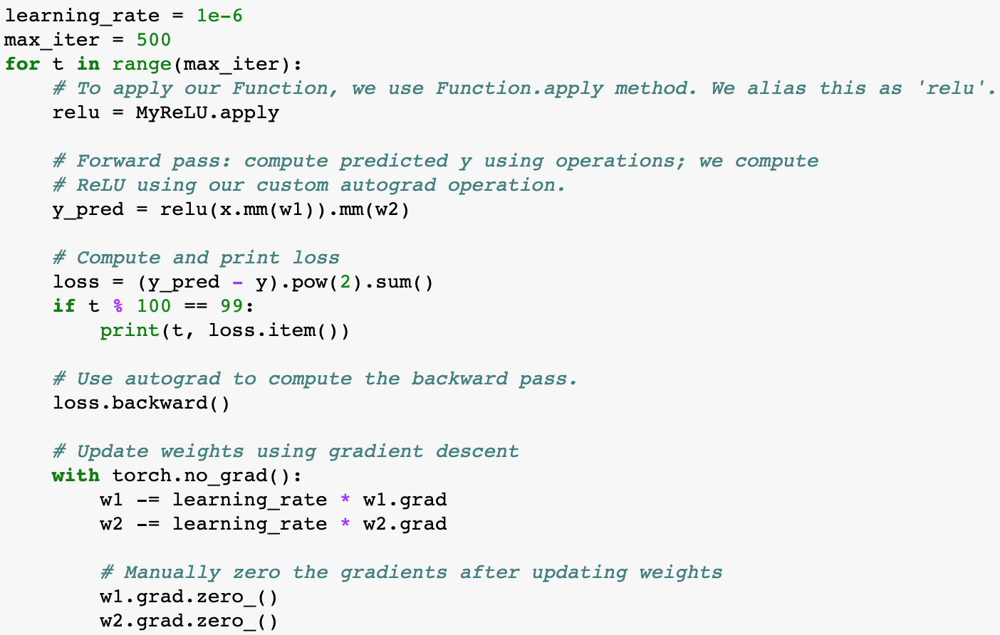 learning_rate = 1e-6
max_iter = 500
for t in range(max_iter):
    # To apply our Function, we use Function.apply method. We alias this as 'relu'.
    relu = MyReLU.apply

    # Forward pass: compute predicted y using operations; we compute
    # ReLU using our custom autograd operation.
    y_pred = relu(x.mm(w1)).mm(w2)

    # Compute and print loss
    loss = (y_pred - y).pow(2).sum()
    if t % 100 == 99:
        print(t, loss.item())

    # Use autograd to compute the backward pass.
    loss.backward()

    # Update weights using gradient descent
    with torch.no_grad():
        w1 -= learning_rate * w1.grad
        w2 -= learning_rate * w2.grad

        # Manually zero the gradients after updating weights
        w1.grad.zero_()
        w2.grad.zero_()